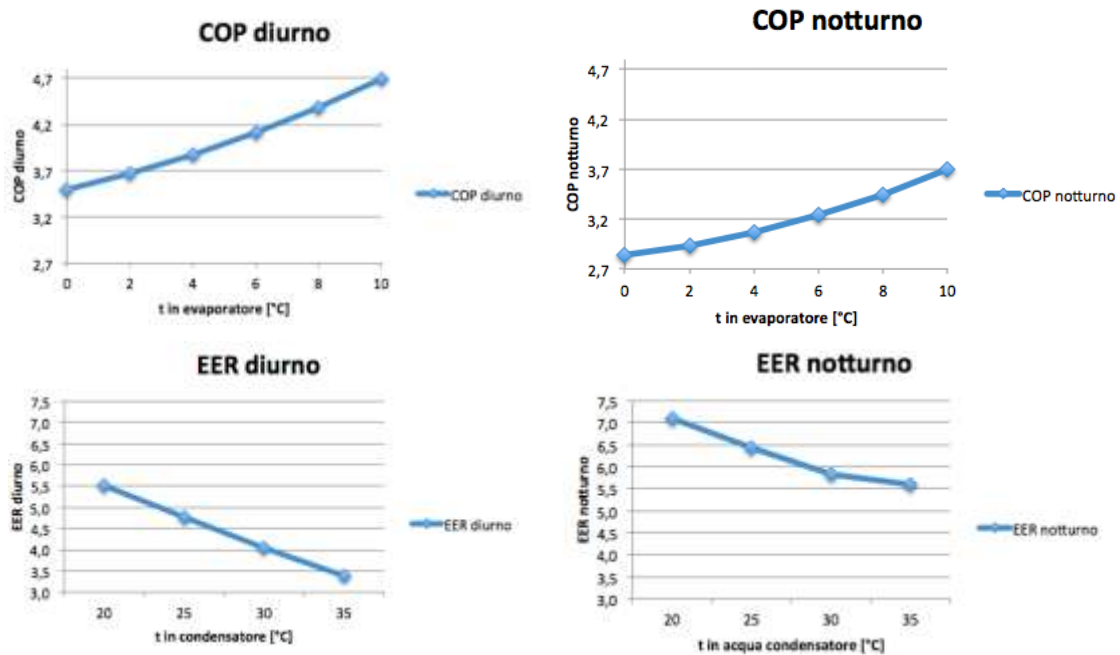 COP diurno
4,7
4,2
3,7
3,2
2,7
COP diurno
0 2 4 6 8 10
t in evaporatore [°C]
COP diurno
COP notturno
4,7
4,2
3,7
3,2
2,7
COP notturno
0 2 4 6 8 10
t in evaporatore [°C]
COP notturno
EER diurno
7,5
7,0
6,5
6,0
5,5
5,0
4,5
4,0
3,5
3,0
EER diurno
20 25 30 35
t in condensatore [°C]
EER diurno
EER notturno
7,5
7,0
6,5
6,0
5,5
5,0
4,5
4,0
3,5
3,0
EER notturno
20 25 30 35
t in acqua condensatore [°C]
EER notturno